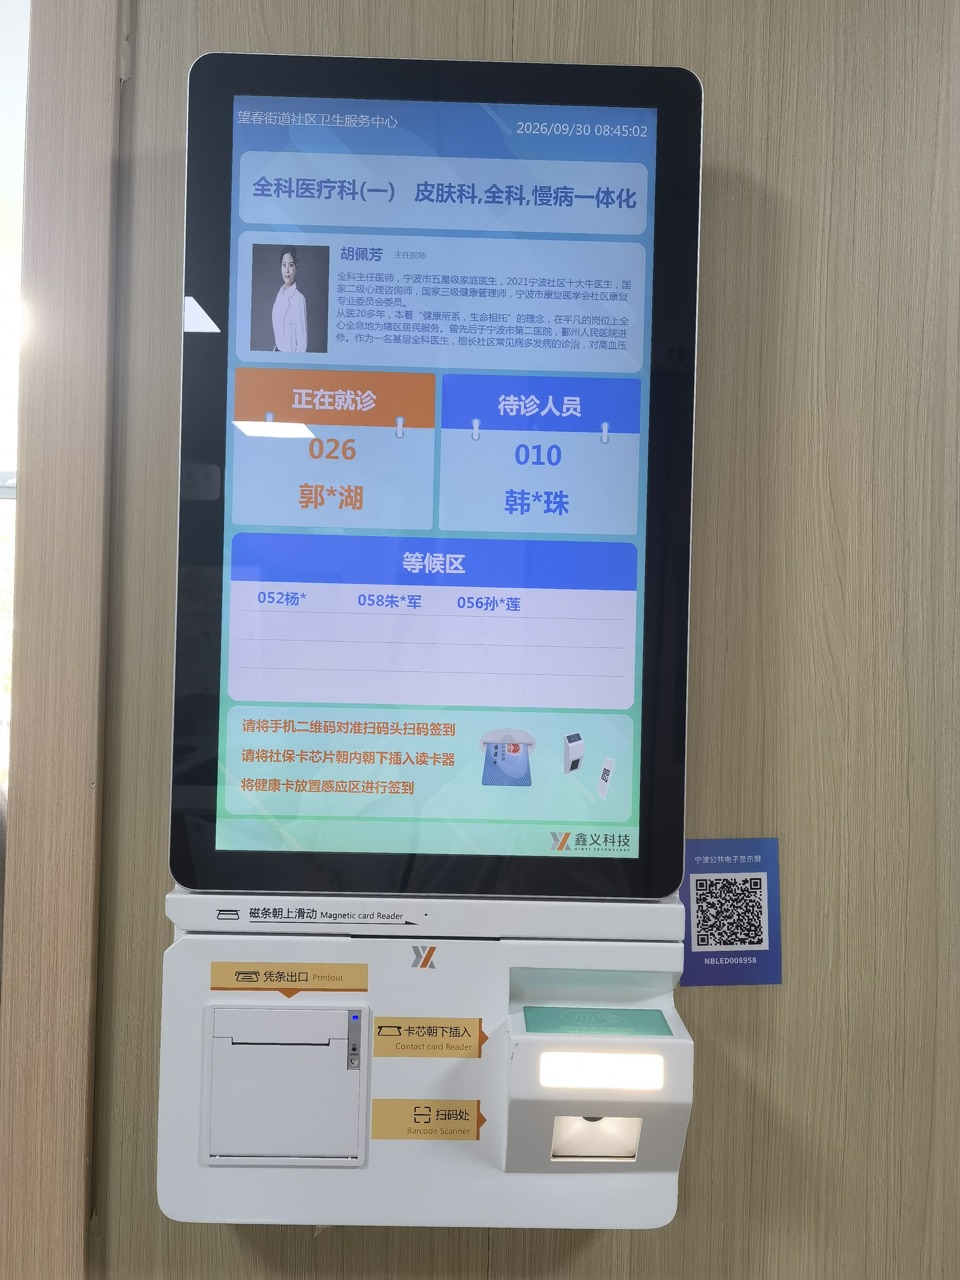 望春街道社区卫生服务中心
2026/09/30 08:45:02
全科医疗科(一) 皮肤科,全科,慢病一体化
胡佩芳 主任医师
全科主任医师，宁波市五星级家庭医生，2021宁波社区十大牛医生，国
家二级心理咨询师，国家三级健康管理师，宁波市康复医学会社区康复
专业委员会委员。
从医20多年，本着“健康所系，生命相托”的理念，在平凡的岗位上全
心全意地为辖区居民服务。曾先后于宁波市第二医院，鄞州人民医院进
修。作为一名基层全科医生，擅长社区常见病多发病的诊治，对高血压
正在就诊
026
郭*湖
待诊人员
010
韩*珠
等候区
052杨* 058朱*军 056孙*莲
请将手机二维码对准扫码头扫码签到
请将社保卡芯片朝内朝下插入读卡器
将健康卡放置感应区进行签到
鑫义科技
XINYI TECHNOLOGY
宁波公共电子显示屏
NBLED008958
磁条朝上滑动 Magnetic card Reader
凭条出口 Printout
卡芯朝下插入
Contact card Reader
扫码处
Barcode Scanner